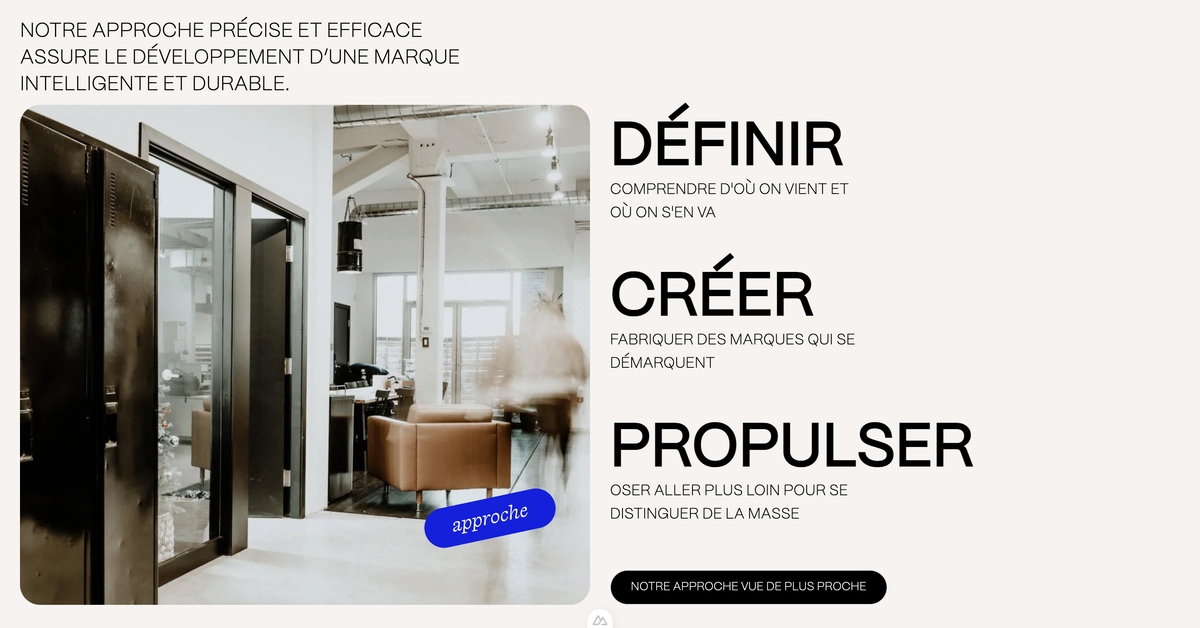 NOTRE APPROCHE PRÉCISE ET EFFICACE
ASSURE LE DÉVELOPPEMENT D’UNE MARQUE
INTELLIGENTE ET DURABLE.
approche
DÉFINIR
COMPRENDRE D'OÙ ON VIENT ET
OÙ ON S'EN VA
CRÉER
FABRIQUER DES MARQUES QUI SE
DÉMARQUENT
PROPULSER
OSER ALLER PLUS LOIN POUR SE
DISTINGUER DE LA MASSE
NOTRE APPROCHE VUE DE PLUS PROCHE